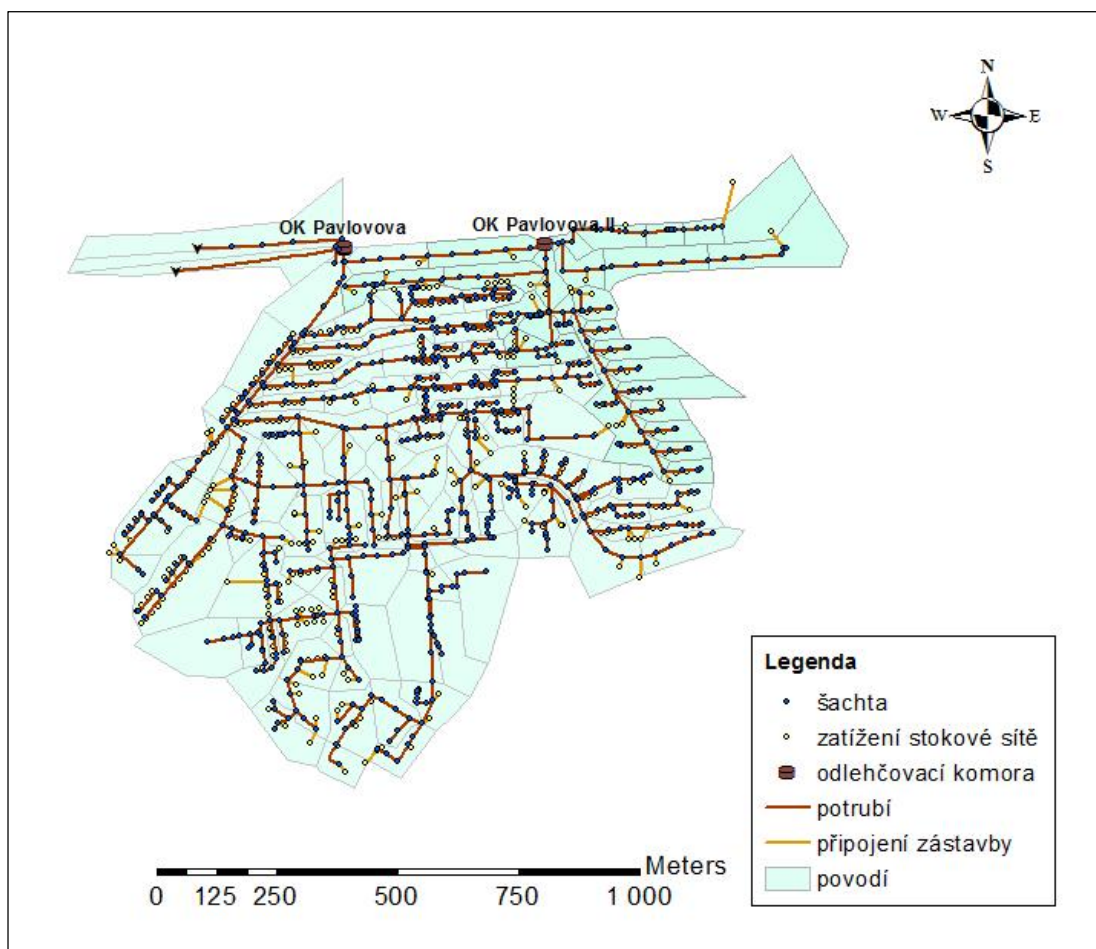 N
W E
S
OK Pavlovova OK Pavlovova II
Legenda
šachta
zatížení stokové sítě
odlehčovací komora
potrubí
připojení zástavby
povodí
Meters
0 125 250 500 750 1 000